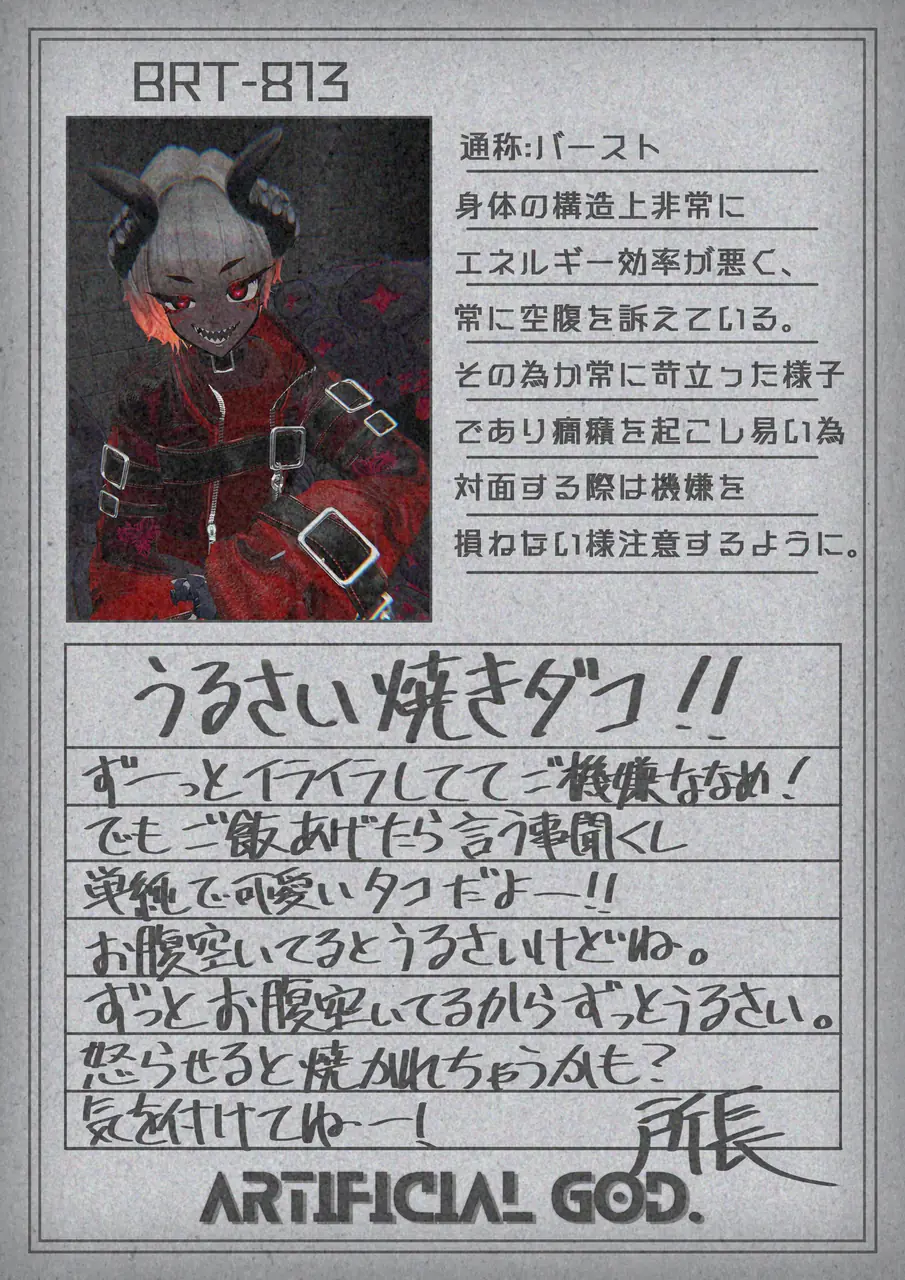 BRT-813
通称:バースト
身体の構造上非常に
エネルギー効率が悪く、
常に空腹を訴えている。
その為か常に苛立った様子
であり癇癪を起こし易い為
対面する際は機嫌を
損ねない様注意するように。
うるさい焼きダコ!!
ずーっとイライラしててご機嫌ななめ!
でもご飯あげたら言う事聞くし
単純で可愛いタコだよー!!
お腹空いてるとうるさいけどね。
ずっとお腹空いてるからずっとうるさい。
怒らせると焼かれちゃうかも?
気を付けてねー!
所長
ARTIFICIAL GOD.